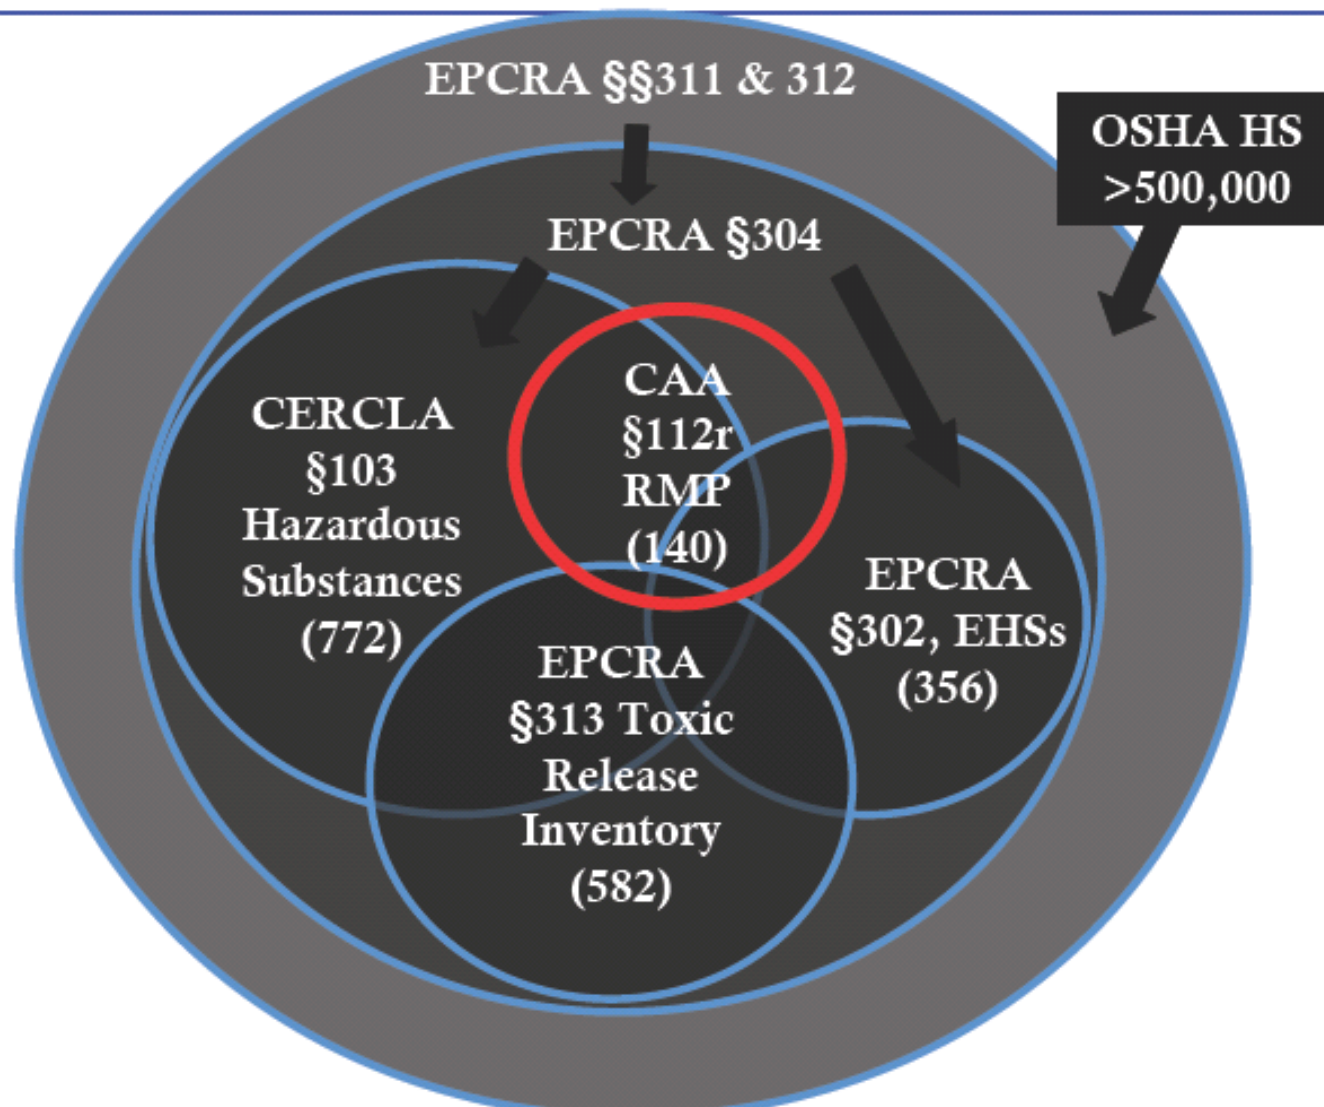 EPCRA §§311 & 312
OSHA HS
>500,000
EPCRA §304
CAA
§112r
RMP
(140)
CERCLA
§103
Hazardous
Substances
(772)
EPCRA
§302, EHSs
(356)
EPCRA
§313 Toxic
Release
Inventory
(582)